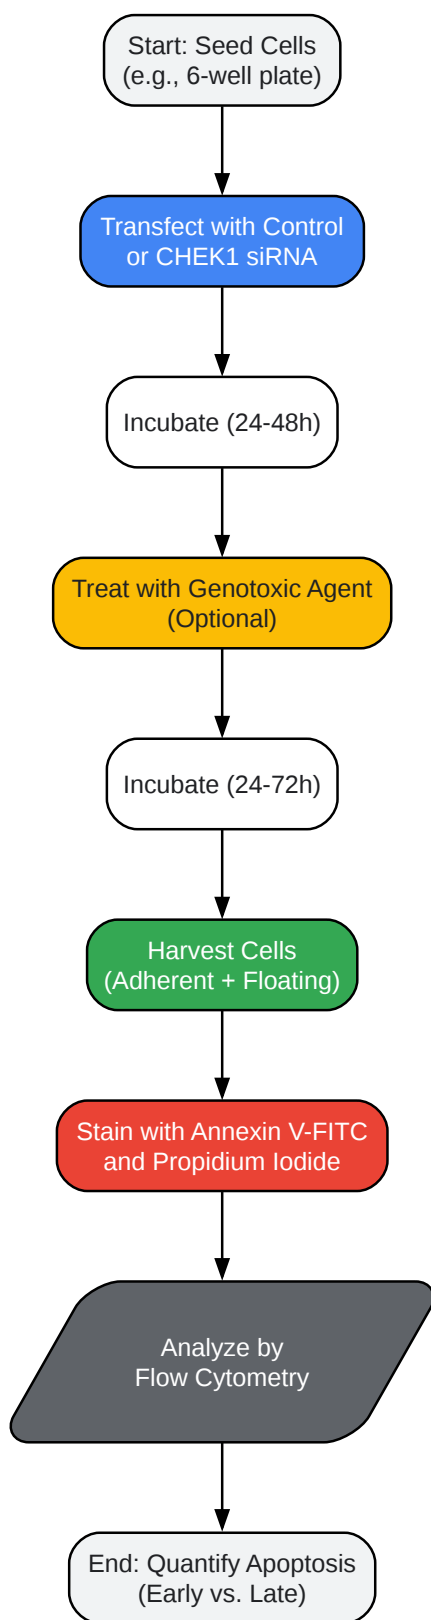 Start: Seed Cells
(e.g., 6-well plate)
Transfect with Control
or CHEK1 siRNA
Incubate (24-48h)
Treat with Genotoxic Agent
(Optional)
Incubate (24-72h)
Harvest Cells
(Adherent + Floating)
Stain with Annexin V-FITC
and Propidium Iodide
Analyze by
Flow Cytometry
End: Quantify Apoptosis
(Early vs. Late)